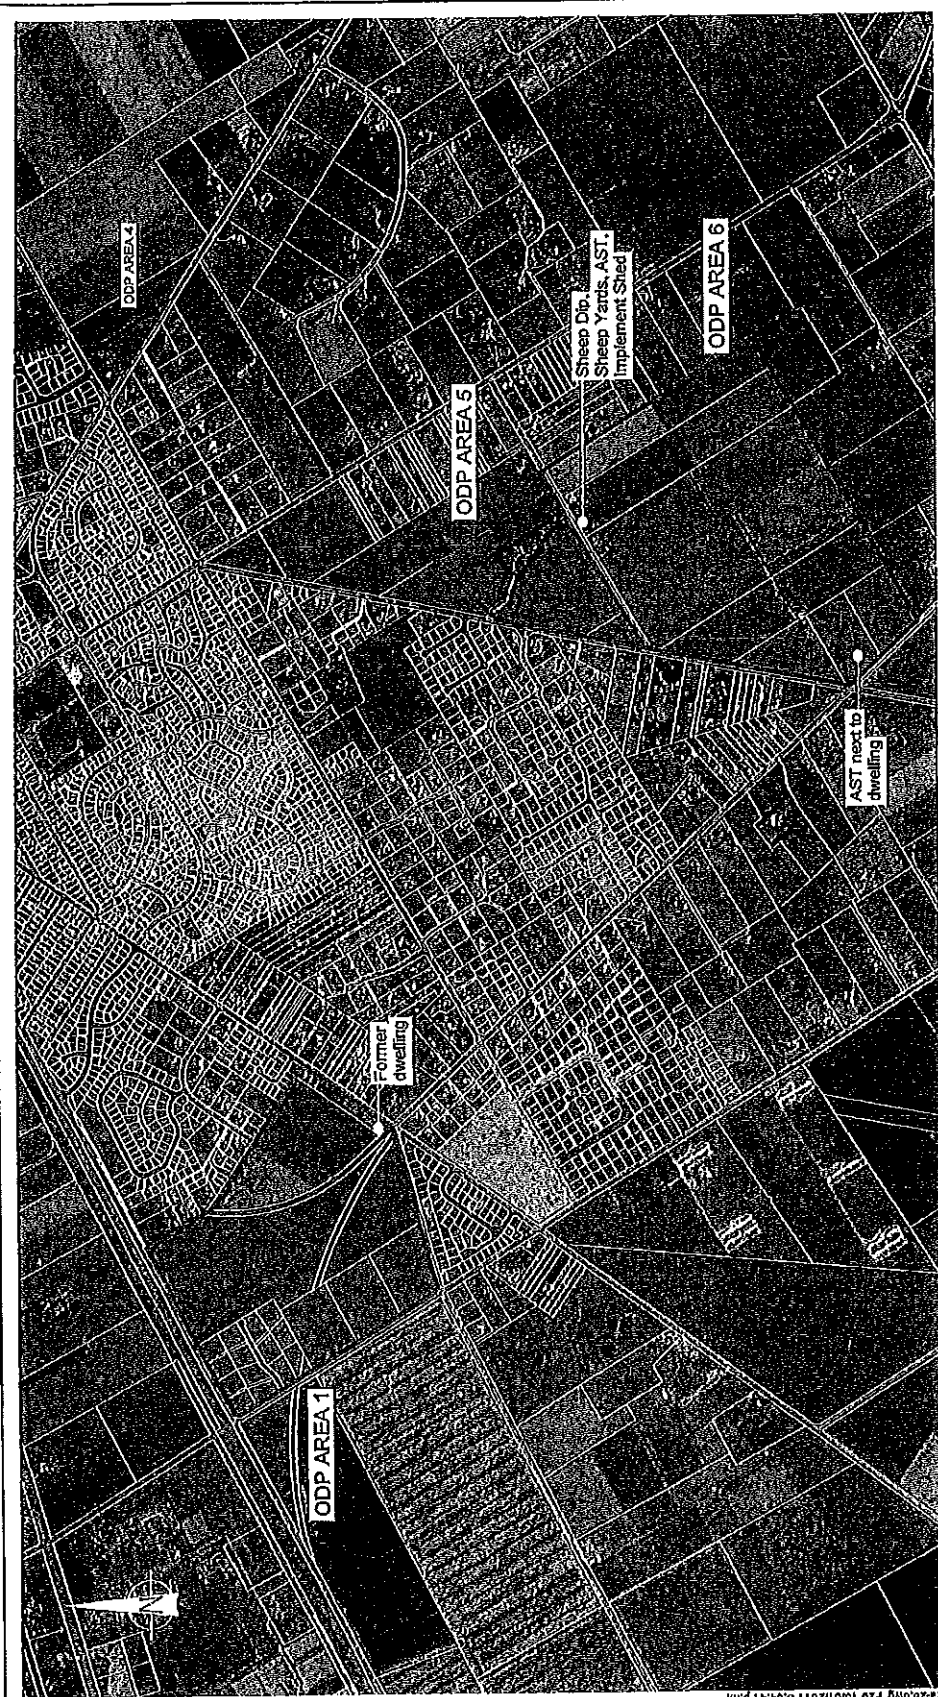 ODP AREA 4
Sheep Dip,
Sheep Yards, AST,
Implement Shed
ODP AREA 6
ODP AREA 5
AST next to
dwelling
Former
dwelling
ODP AREA 1
N